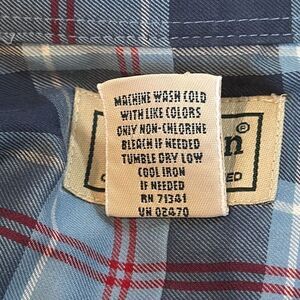 MACHINE WASH COLD
WITH LIKE COLORS
ONLY NON-CHLORINE
BLEACH IF NEEDED
TUMBLE DRY LOW
COOL IRON
IF NEEDED
RN 71341
VN 02470